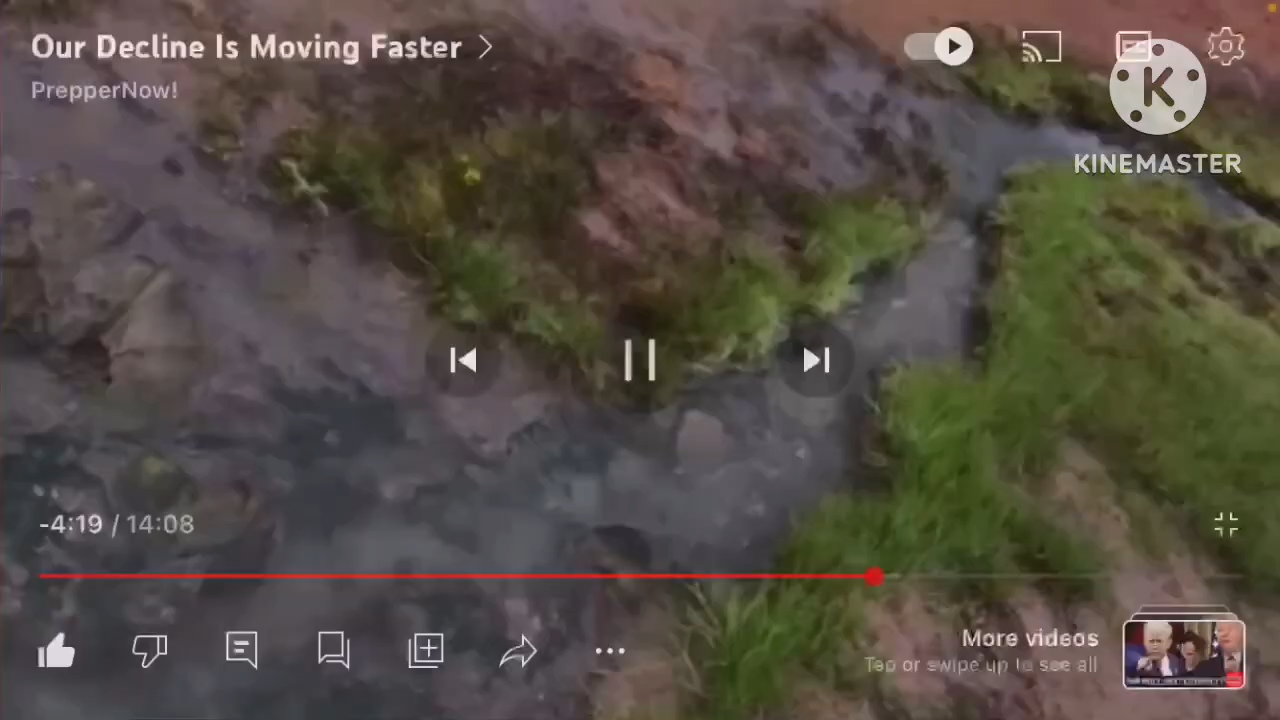 Our Decline Is Moving Faster
PrepperNow!
CC
K
KINEMASTER
-4:19 / 14:08
More videos
Tap or swipe up to see all